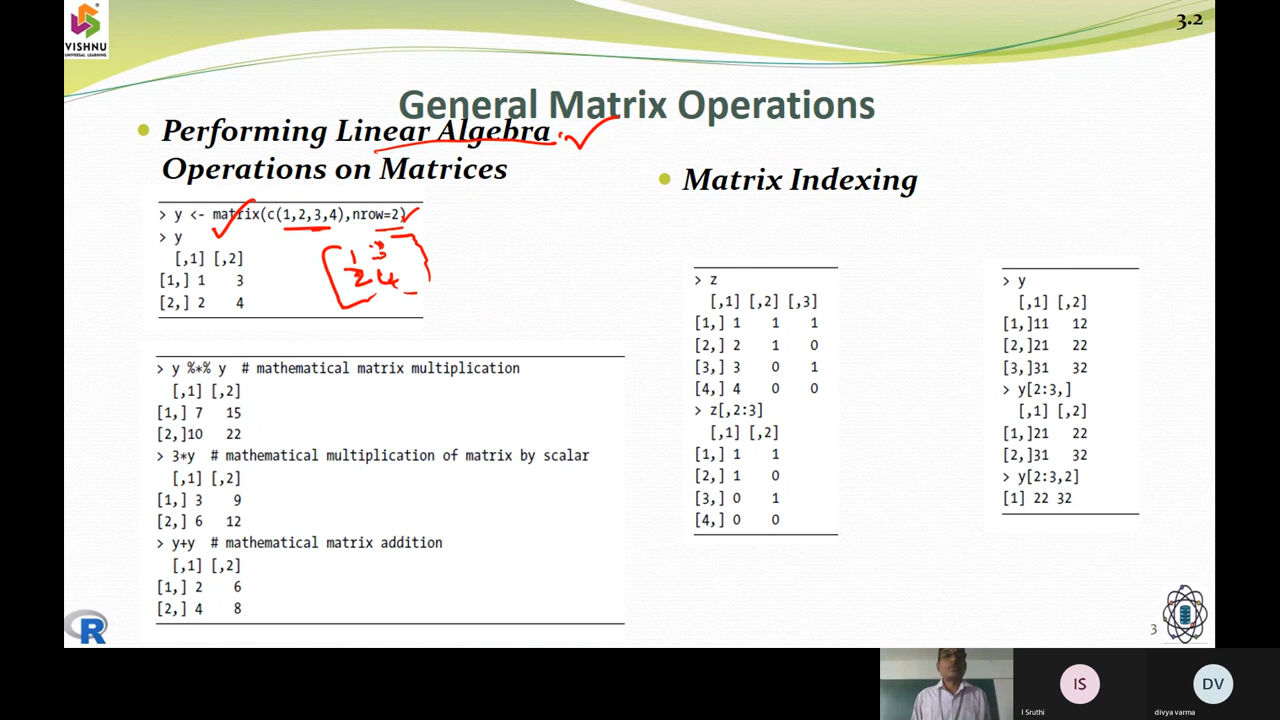 VISHNU
UNIVERSAL LEARNING
3.2
General Matrix Operations
Performing Linear Algebra
Operations on Matrices
> y <- matrix(c(1,2,3,4),nrow=2)
> y
[,1] [,2]
[1,] 1 3
[2,] 2 4
1 3
2 4
> y %*% y # mathematical matrix multiplication
[,1] [,2]
[1,] 7 15
[2,]10 22
> 3*y # mathematical multiplication of matrix by scalar
[,1] [,2]
[1,] 3 9
[2,] 6 12
> y+y # mathematical matrix addition
[,1] [,2]
[1,] 2 6
[2,] 4 8
Matrix Indexing
> z
[,1] [,2] [,3]
[1,] 1 1 1
[2,] 2 1 0
[3,] 3 0 1
[4,] 4 0 0
> z[,2:3]
[,1] [,2]
[1,] 1 1
[2,] 1 0
[3,] 0 1
[4,] 0 0
> y
[,1] [,2]
[1,]11 12
[2,]21 22
[3,]31 32
> y[2:3,]
[,1] [,2]
[1,]21 22
[2,]31 32
> y[2:3,2]
[1] 22 32
R
3
IS
I Sruthi
DV
divya varma